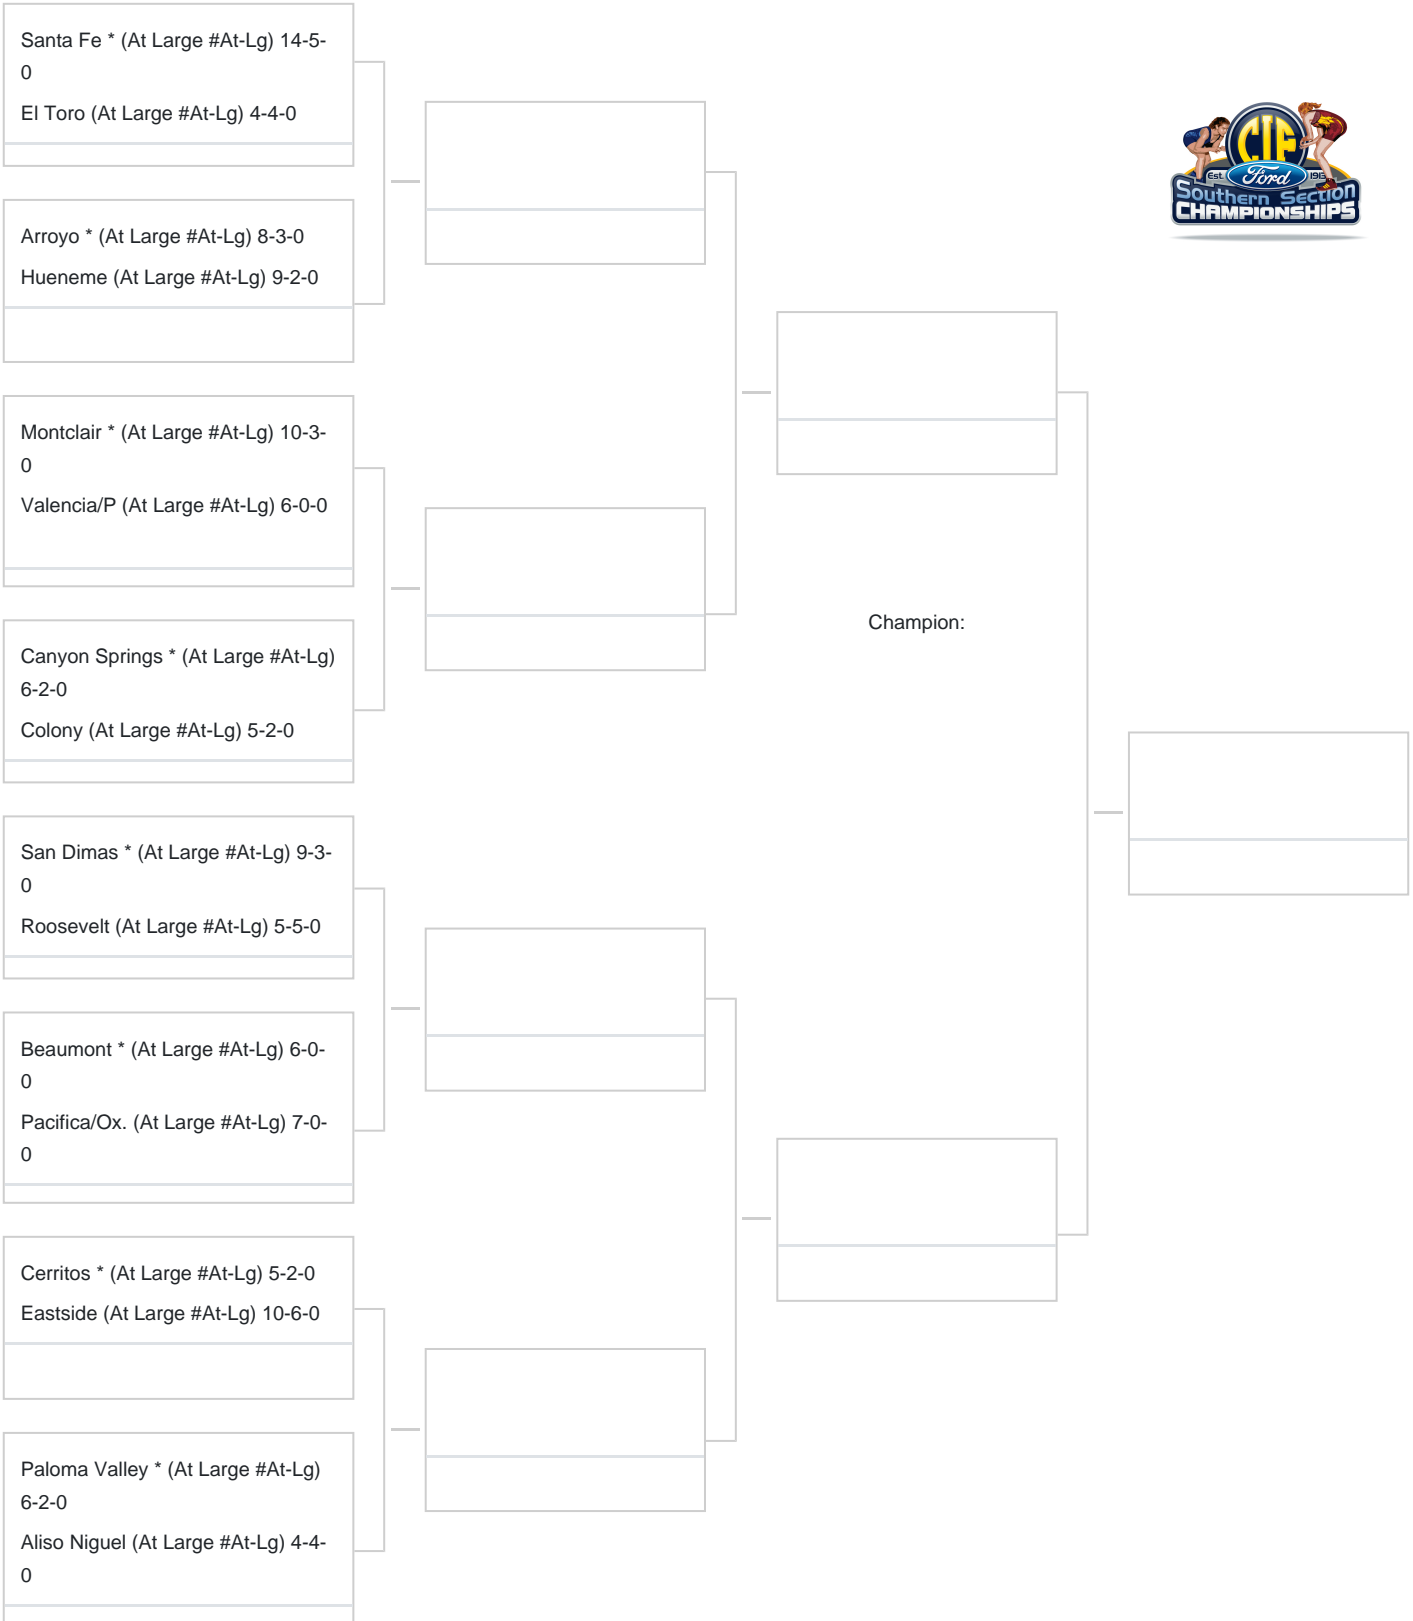 Santa Fe * (At Large #At-Lg) 14-5-
0
El Toro (At Large #At-Lg) 4-4-0
Arroyo * (At Large #At-Lg) 8-3-0
Hueneme (At Large #At-Lg) 9-2-0
Montclair * (At Large #At-Lg) 10-3-
0
Valencia/P (At Large #At-Lg) 6-0-0
Canyon Springs * (At Large #At-Lg)
6-2-0
Colony (At Large #At-Lg) 5-2-0
San Dimas * (At Large #At-Lg) 9-3-
0
Roosevelt (At Large #At-Lg) 5-5-0
Beaumont * (At Large #At-Lg) 6-0-
0
Pacifica/Ox. (At Large #At-Lg) 7-0-
0
Cerritos * (At Large #At-Lg) 5-2-0
Eastside (At Large #At-Lg) 10-6-0
Paloma Valley * (At Large #At-Lg)
6-2-0
Aliso Niguel (At Large #At-Lg) 4-4-
0
CIF
Est. Ford
Southern Section
CHAMPIONSHIPS
Champion: